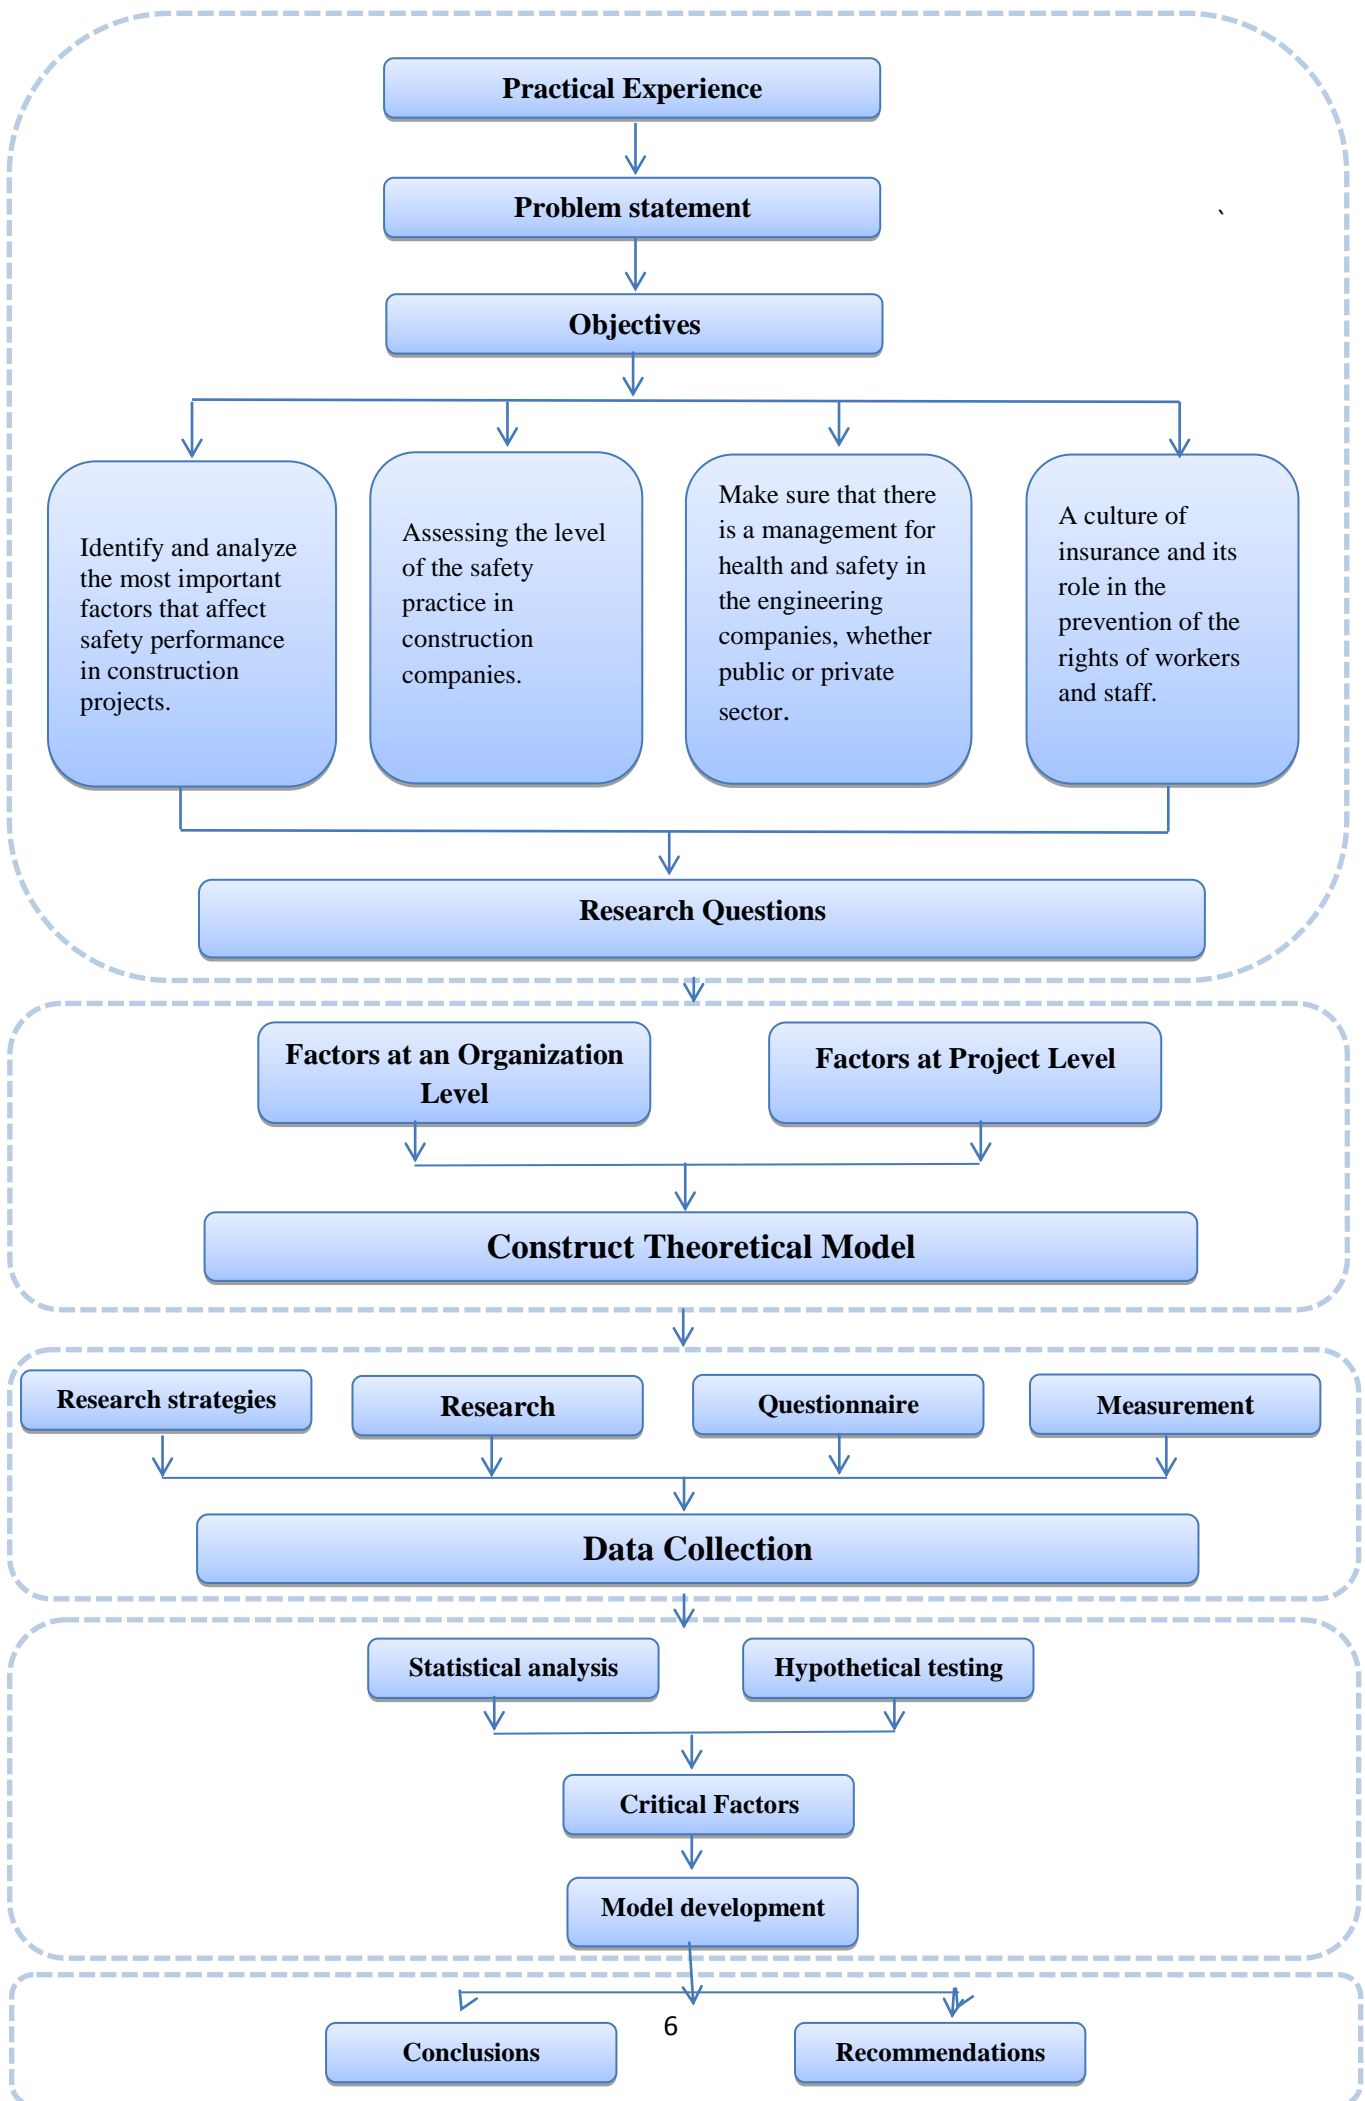 Practical Experience
Problem statement
`
Objectives
Identify and analyze
the most important
factors that affect
safety performance
in construction
projects.
Assessing the level
of the safety
practice in
construction
companies.
Make sure that there
is a management for
health and safety in
the engineering
companies, whether
public or private
sector.
A culture of
insurance and its
role in the
prevention of the
rights of workers
and staff.
Research Questions
Factors at an Organization
Level
Factors at Project Level
Construct Theoretical Model
Research strategies
Research
Questionnaire
Measurement
Data Collection
Statistical analysis
Hypothetical testing
Critical Factors
Model development
6
Conclusions
Recommendations